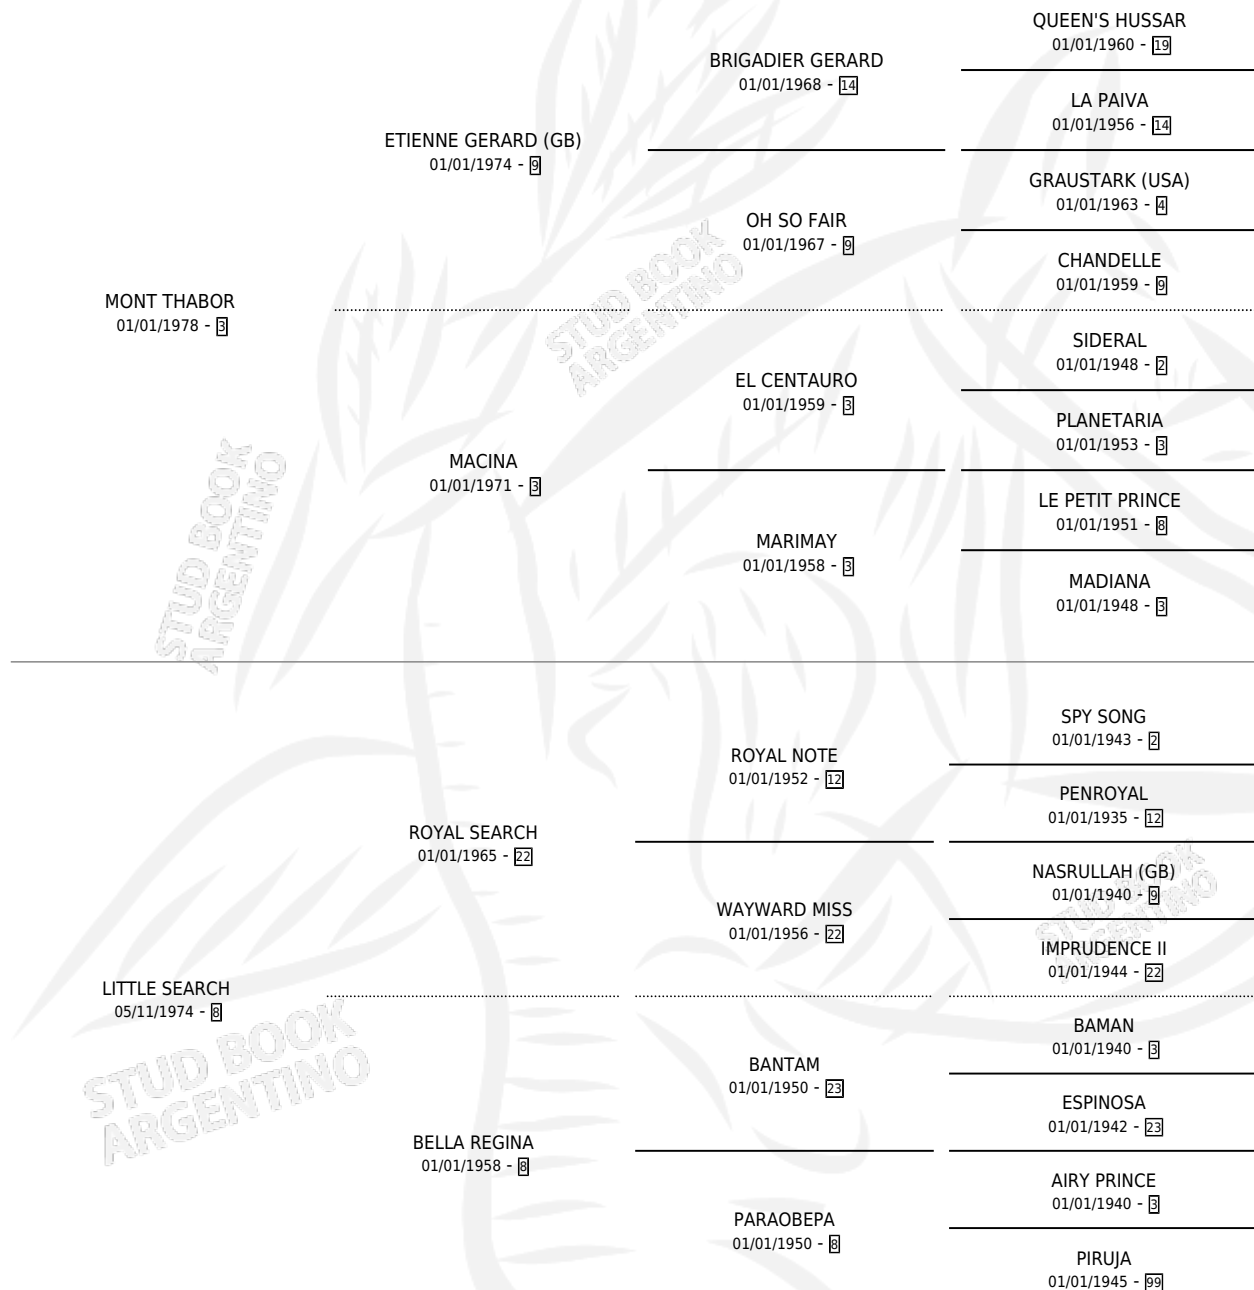 QUEEN'S HUSSAR
01/01/1960 - 19
BRIGADIER GERARD
01/01/1968 - 14
LA PAIVA
01/01/1956 - 14
ETIENNE GERARD (GB)
01/01/1974 - 9
GRAUSTARK (USA)
01/01/1963 - 4
OH SO FAIR
01/01/1967 - 9
CHANDELLE
01/01/1959 - 9
MONT THABOR
01/01/1978 - 3
SIDERAL
01/01/1948 - 2
EL CENTAURO
01/01/1959 - 3
PLANETARIA
01/01/1953 - 3
MACINA
01/01/1971 - 3
LE PETIT PRINCE
01/01/1951 - 8
MARIMAY
01/01/1958 - 3
MADIANA
01/01/1948 - 3
SPY SONG
01/01/1943 - 2
ROYAL NOTE
01/01/1952 - 12
PENROYAL
01/01/1935 - 12
ROYAL SEARCH
01/01/1965 - 22
NASRULLAH (GB)
01/01/1940 - 9
WAYWARD MISS
01/01/1956 - 22
IMPRUDENCE II
01/01/1944 - 22
LITTLE SEARCH
05/11/1974 - 8
BAMAN
01/01/1940 - 3
BANTAM
01/01/1950 - 23
ESPINOSA
01/01/1942 - 23
BELLA REGINA
01/01/1958 - 8
AIRY PRINCE
01/01/1940 - 3
PARAOBEPA
01/01/1950 - 8
PIRUJA
01/01/1945 - 99
STUD BOOK
ARGENTINO
STUD BOOK
ARGENTINO
STUD BOOK
ARGENTINO
STUD BOOK
ARGENTINO